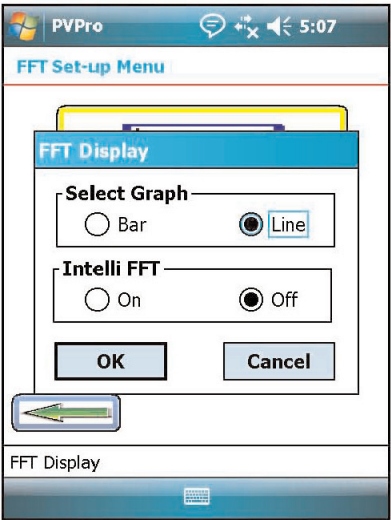 PVPro 5:07
FFT Set-up Menu
FFT Display
Select Graph
Bar Line
Intelli FFT
On Off
OK Cancel
FFT Display